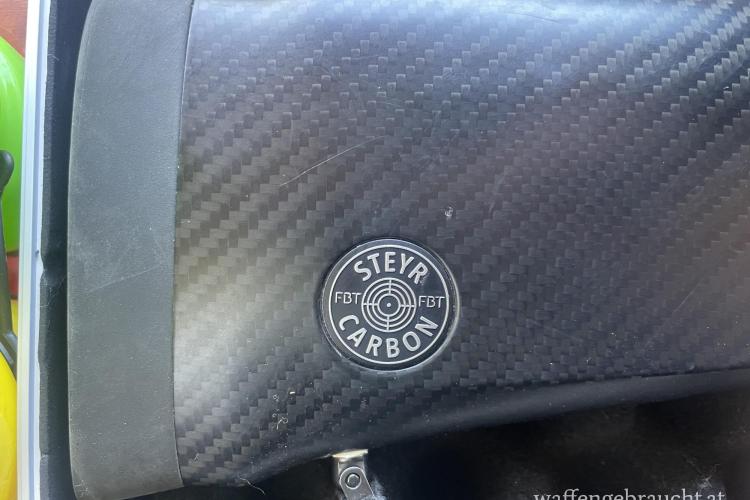 STEYR
FBT FBT
CARBON
waffengebraucht.at